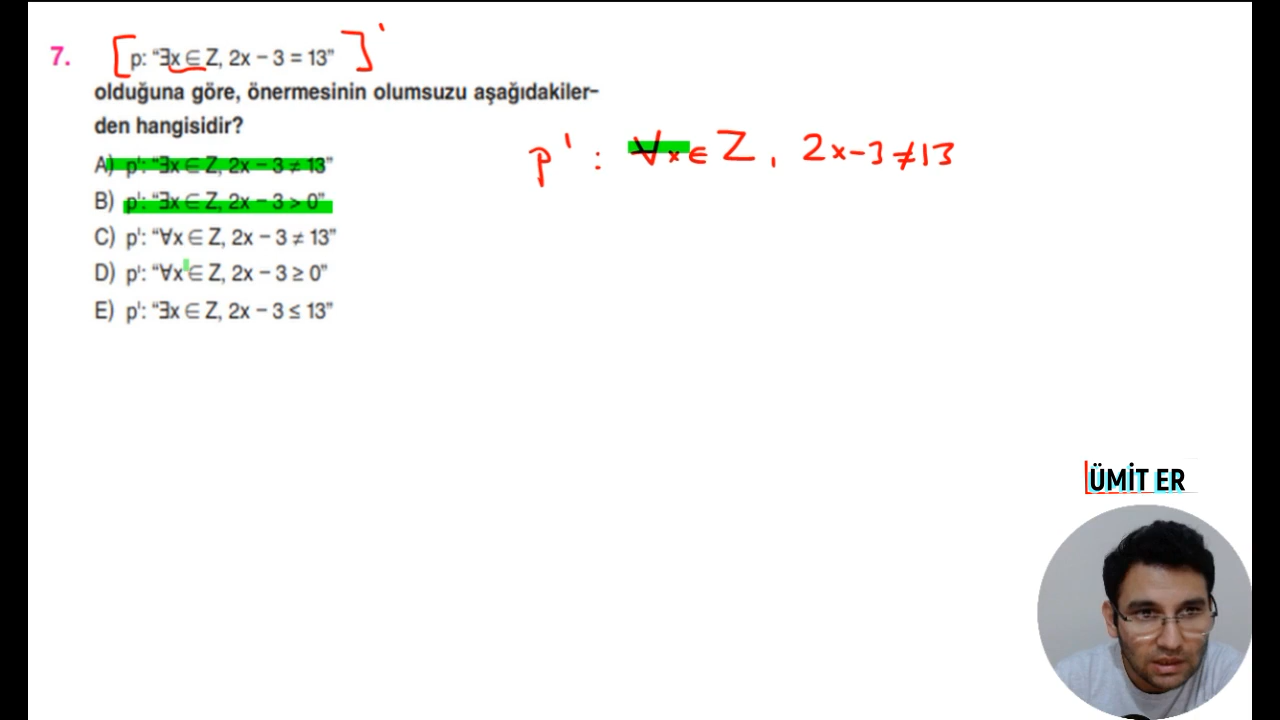 7. [p: “∃x ∈ Z, 2x − 3 = 13”]'
olduğuna göre, önermesinin olumsuzu aşağıdakiler-
den hangisidir?
A) p': “∃x ∈ Z, 2x − 3 ≠ 13”
B) p': “∃x ∈ Z, 2x − 3 > 0”
C) p': “∀x ∈ Z, 2x − 3 ≠ 13”
D) p': “∀x ∈ Z, 2x − 3 ≥ 0”
E) p': “∃x ∈ Z, 2x − 3 ≤ 13”
p' : ∀x ∈ Z, 2x−3 ≠ 13
ÜMİT ER